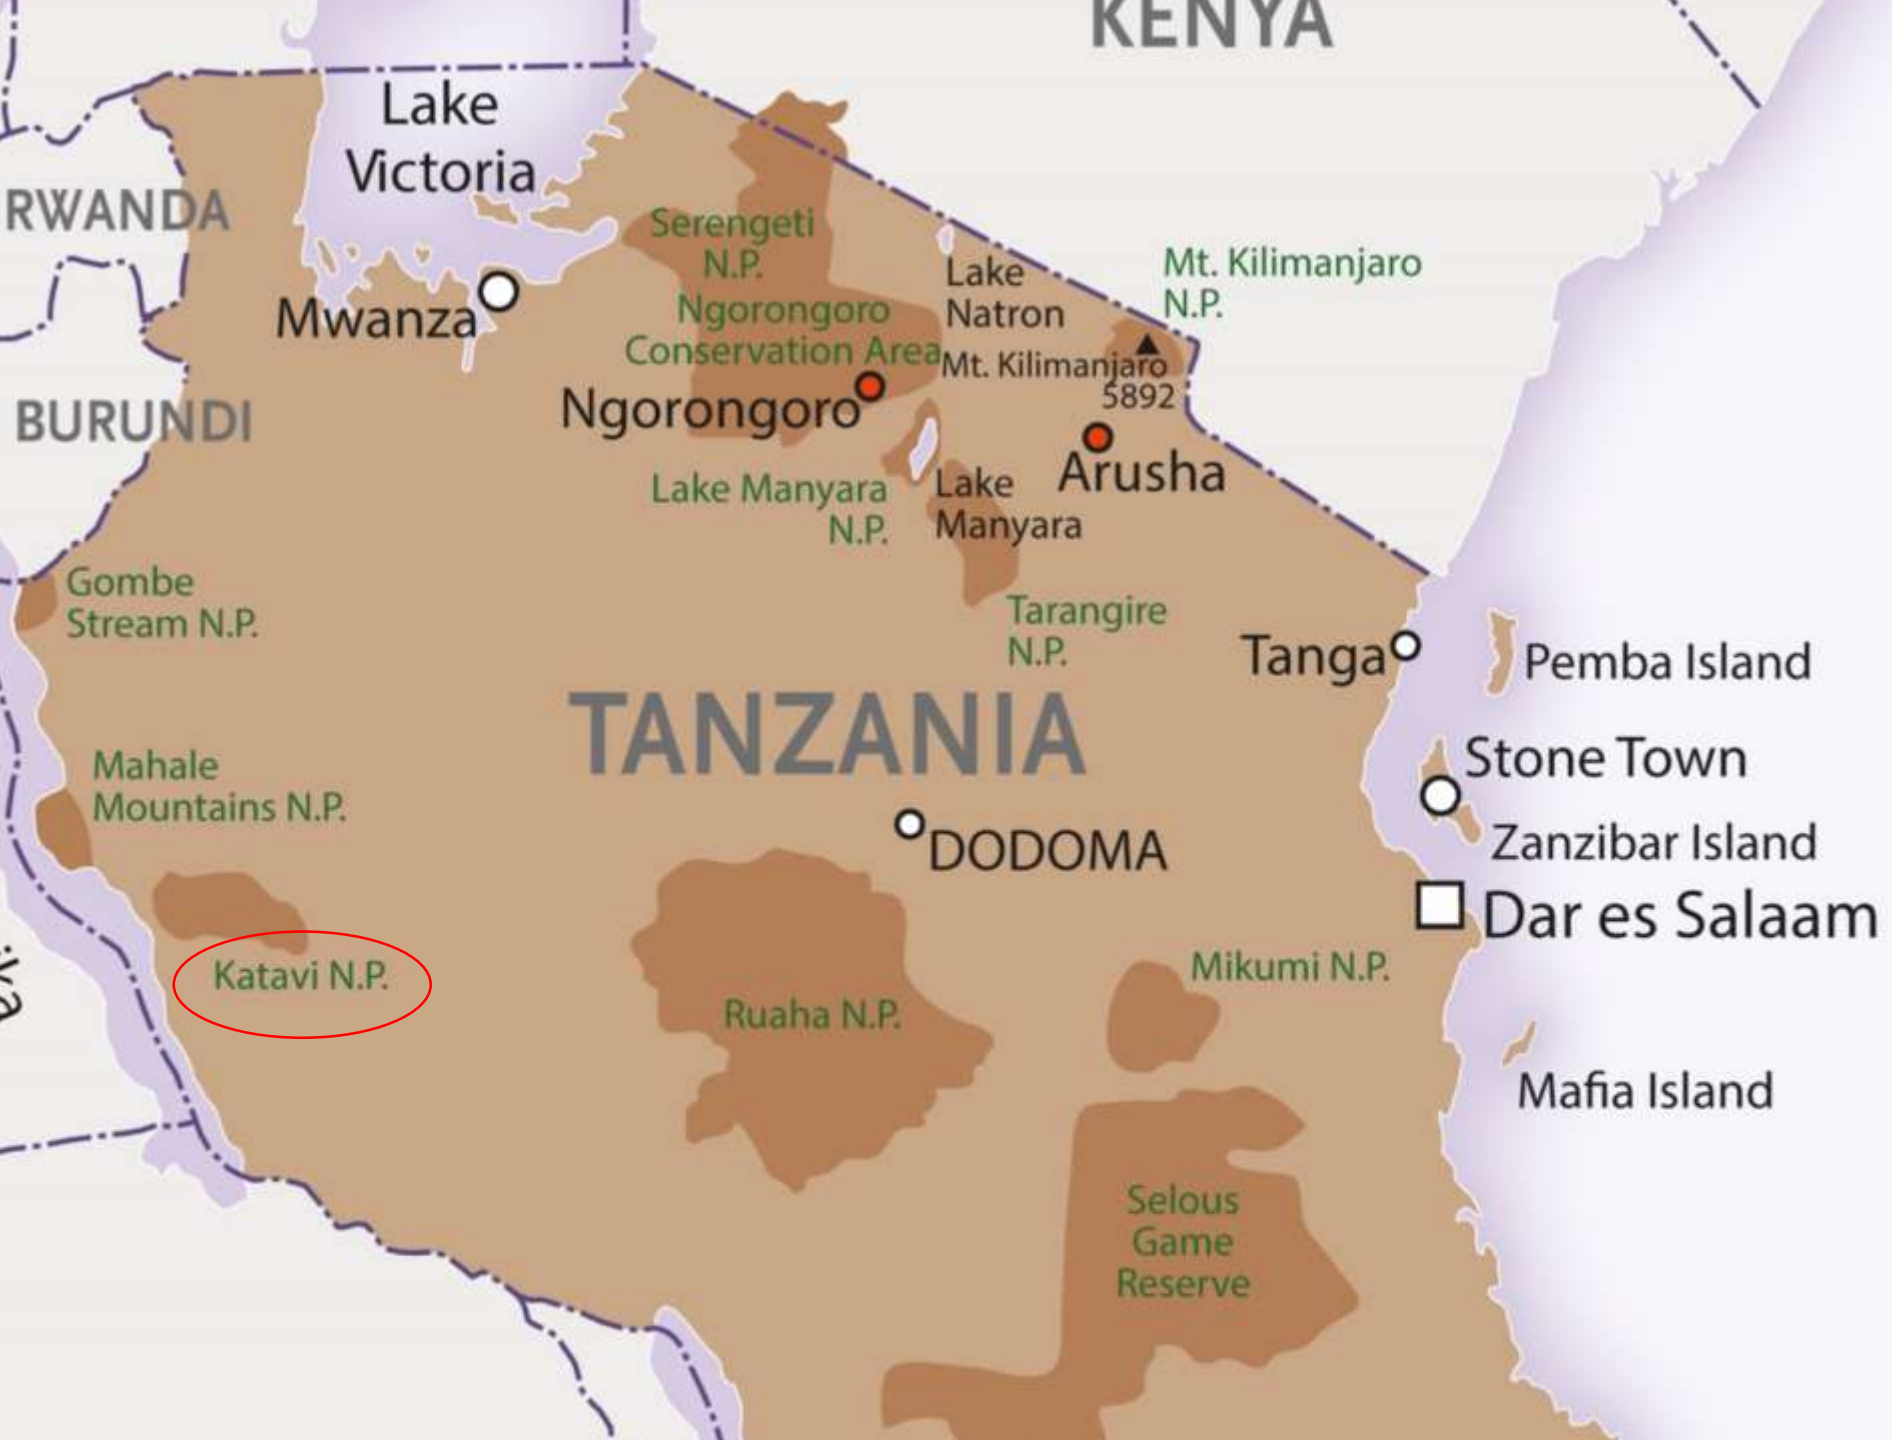 KENYA
Lake
Victoria
RWANDA
Serengeti
N.P.
Mt. Kilimanjaro
N.P.
Lake
Natron
Mwanza
Ngorongoro
Conservation Area
Mt. Kilimanjaro
5892
Ngorongoro
BURUNDI
Arusha
Lake Manyara
N.P.
Lake
Manyara
Gombe
Stream N.P.
Tarangire
N.P.
Tanga
Pemba Island
TANZANIA
Stone Town
Mahale
Mountains N.P.
DODOMA
Zanzibar Island
Dar es Salaam
Katavi N.P.
Mikumi N.P.
Ruaha N.P.
Mafia Island
Selous
Game
Reserve